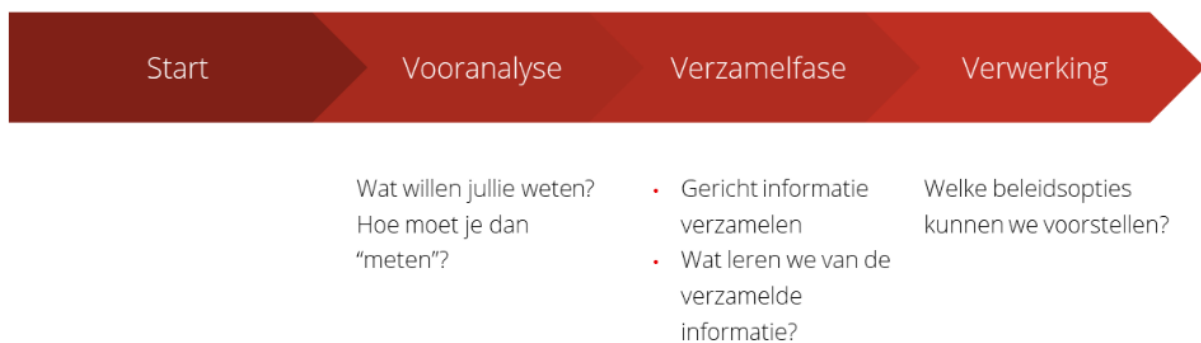 Start
Vooranalyse
Verzamelfase
Verwerking
Wat willen jullie weten?
Hoe moet je dan
“meten”?
• Gericht informatie
verzamelen
• Wat leren we van de
verzamelde
informatie?
Welke beleidsopties
kunnen we voorstellen?